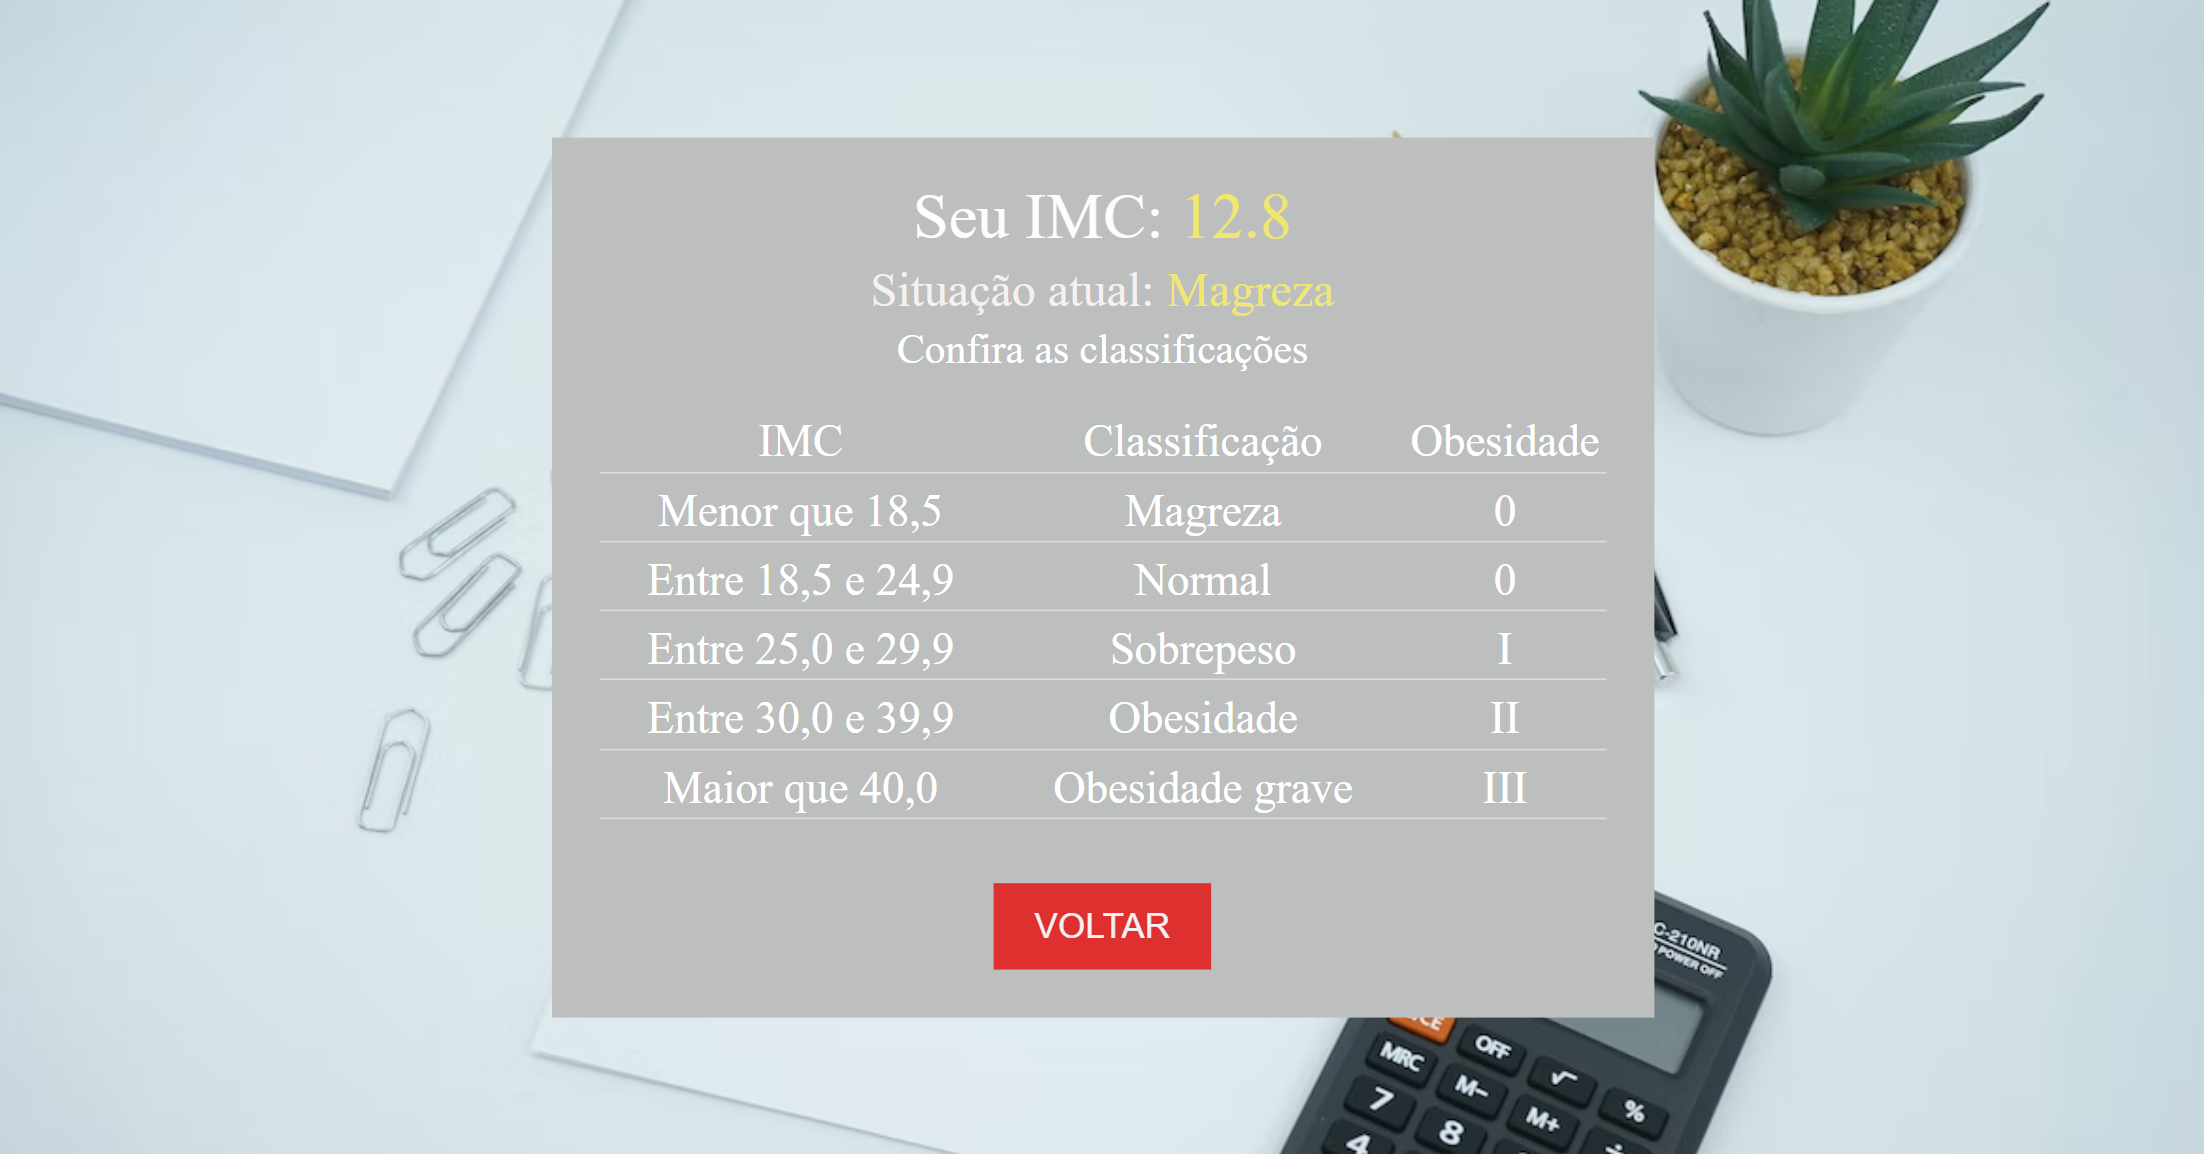 Seu IMC: 12.8
Situação atual: Magreza
Confira as classificações
IMC Classificação Obesidade
Menor que 18,5 Magreza 0
Entre 18,5 e 24,9 Normal 0
Entre 25,0 e 29,9 Sobrepeso I
Entre 30,0 e 39,9 Obesidade II
Maior que 40,0 Obesidade grave III
VOLTAR
C-210NR
POWER OFF
OFF
MRC
M− √
7 M+ %
4 8